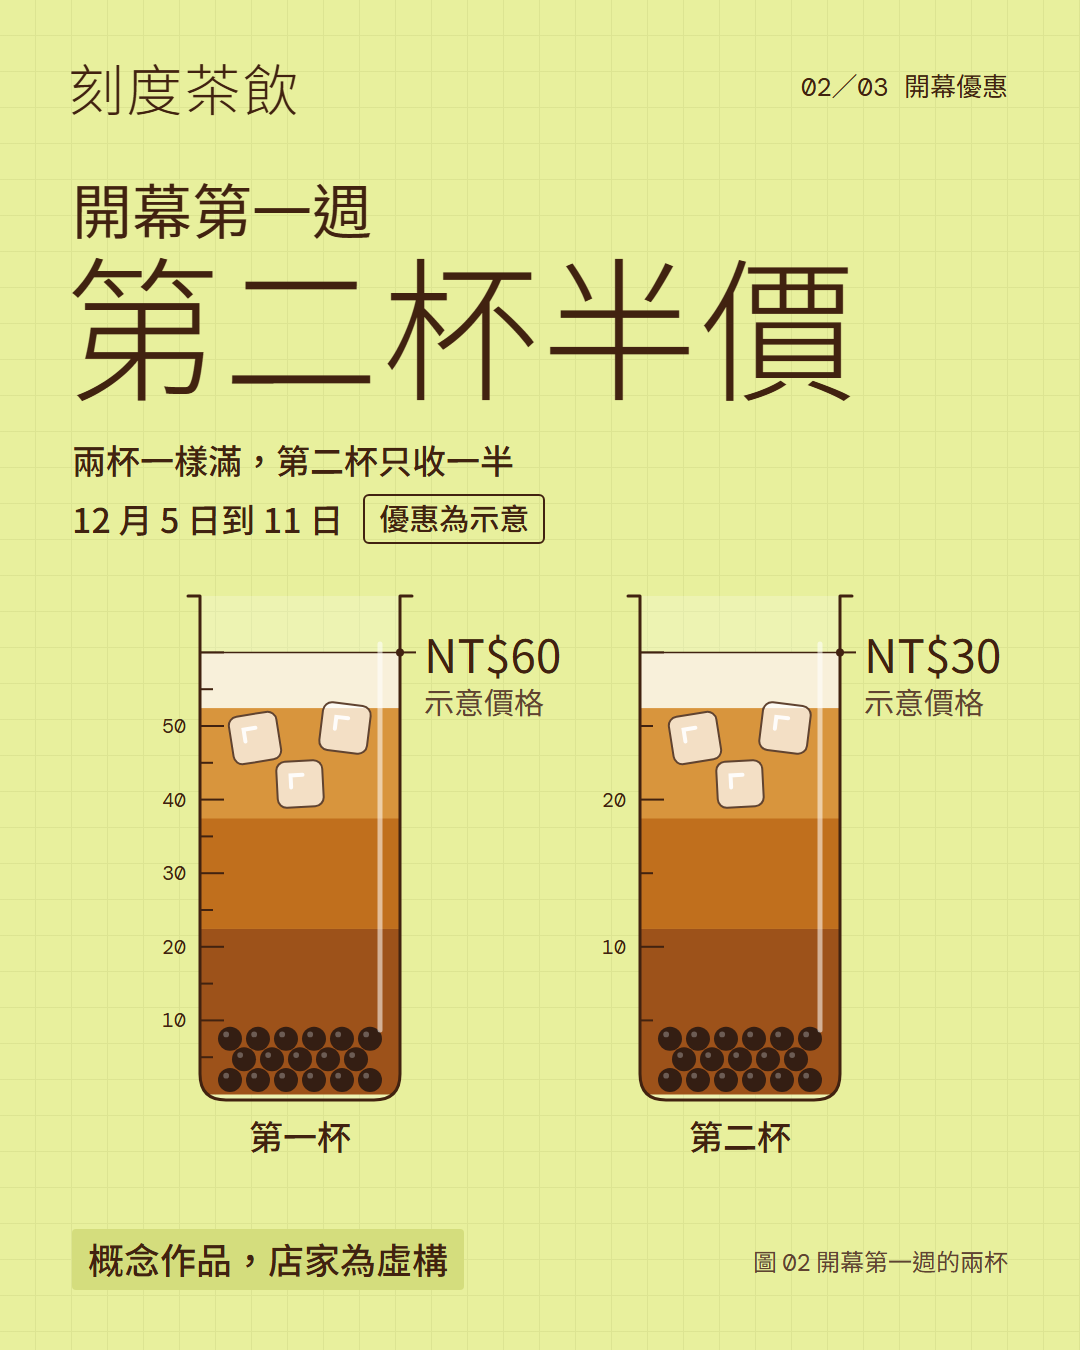 刻度茶飲
02／03 開幕優惠
開幕第一週
第二杯半價
兩杯一樣滿，第二杯只收一半
12 月 5 日到 11 日
優惠為示意
NT$60
示意價格
50
40
30
20
10
第一杯
NT$30
示意價格
20
10
第二杯
概念作品，店家為虛構
圖 02 開幕第一週的兩杯